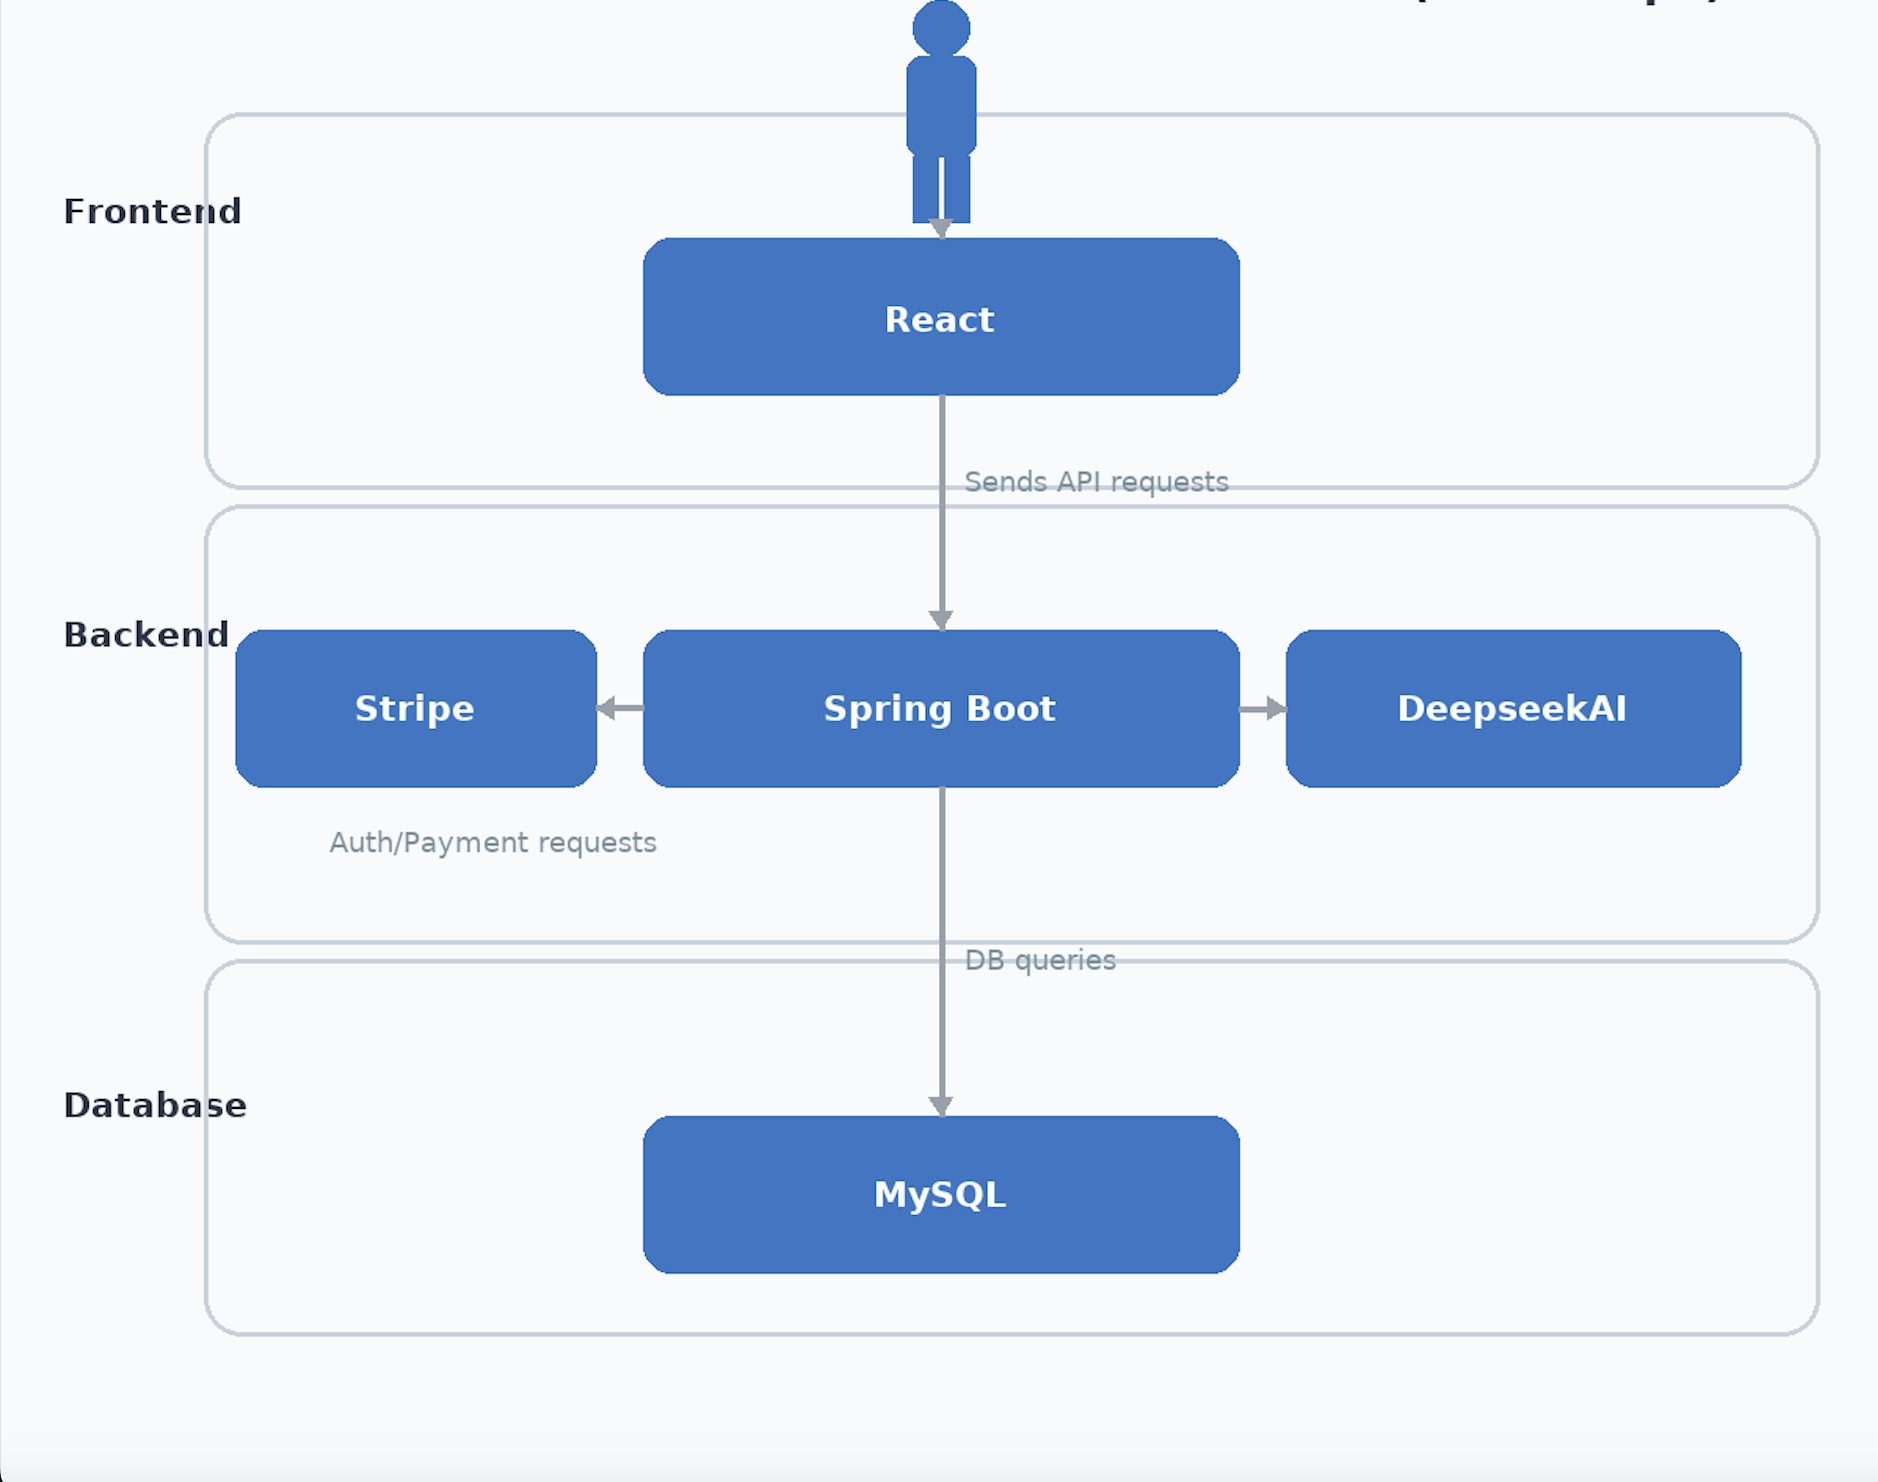 Frontend
React
Sends API requests
Backend
Stripe
Spring Boot
DeepseekAI
Auth/Payment requests
DB queries
Database
MySQL